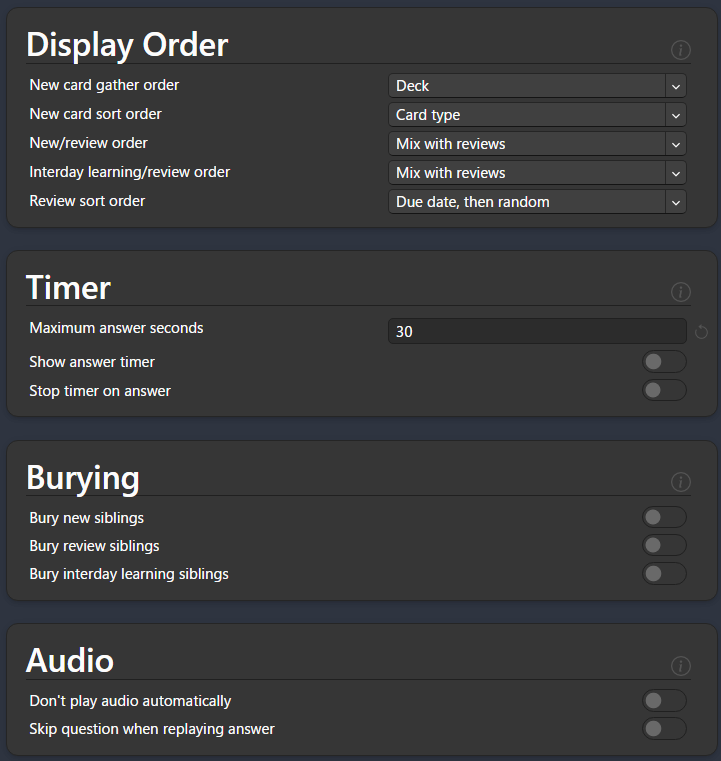 Display Order
New card gather order Deck
New card sort order Card type
New/review order Mix with reviews
Interday learning/review order Mix with reviews
Review sort order Due date, then random
Timer
Maximum answer seconds 30
Show answer timer
Stop timer on answer
Burying
Bury new siblings
Bury review siblings
Bury interday learning siblings
Audio
Don't play audio automatically
Skip question when replaying answer